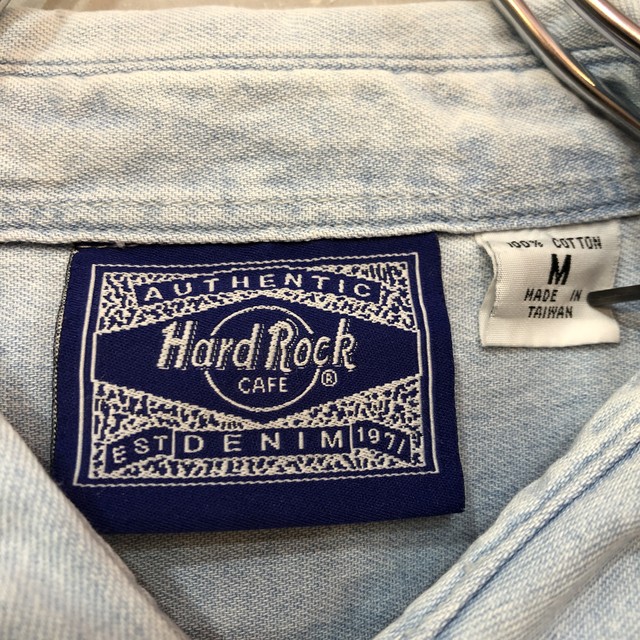 AUTHENTIC
Hard Rock
CAFE ®
EST DENIM 1971
100% COTTON
M
MADE IN
TAIWAN